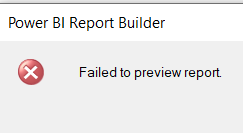 Power BI Report Builder
Failed to preview report.